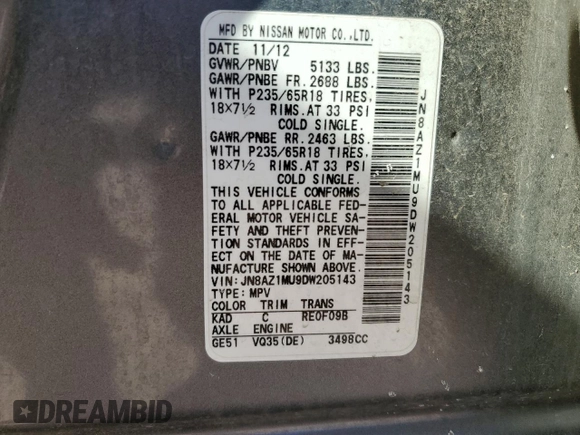 MFD BY NISSAN MOTOR CO.,LTD.
DATE 11/12
GVWR/PNBV 5133 LBS.
GAWR/PNBE FR. 2688 LBS.
WITH P235/65R18 TIRES,
18×7½ RIMS.AT 33 PSI
COLD SINGLE.
GAWR/PNBE RR. 2463 LBS.
WITH P235/65R18 TIRES,
18×7½ RIMS.AT 33 PSI
COLD SINGLE.
THIS VEHICLE CONFORMS
TO ALL APPLICABLE FED-
ERAL MOTOR VEHICLE SA-
FETY AND THEFT PREVEN-
TION STANDARDS IN EFF-
ECT ON THE DATE OF MA-
NUFACTURE SHOWN ABOVE.
VIN: JN8AZ1MU9DW205143
TYPE: MPV
COLOR TRIM TRANS
KAD C RE0F09B
AXLE ENGINE
GE51 VQ35(DE) 3498CC
JN8AZ1MU9DW205143
DREAMBID